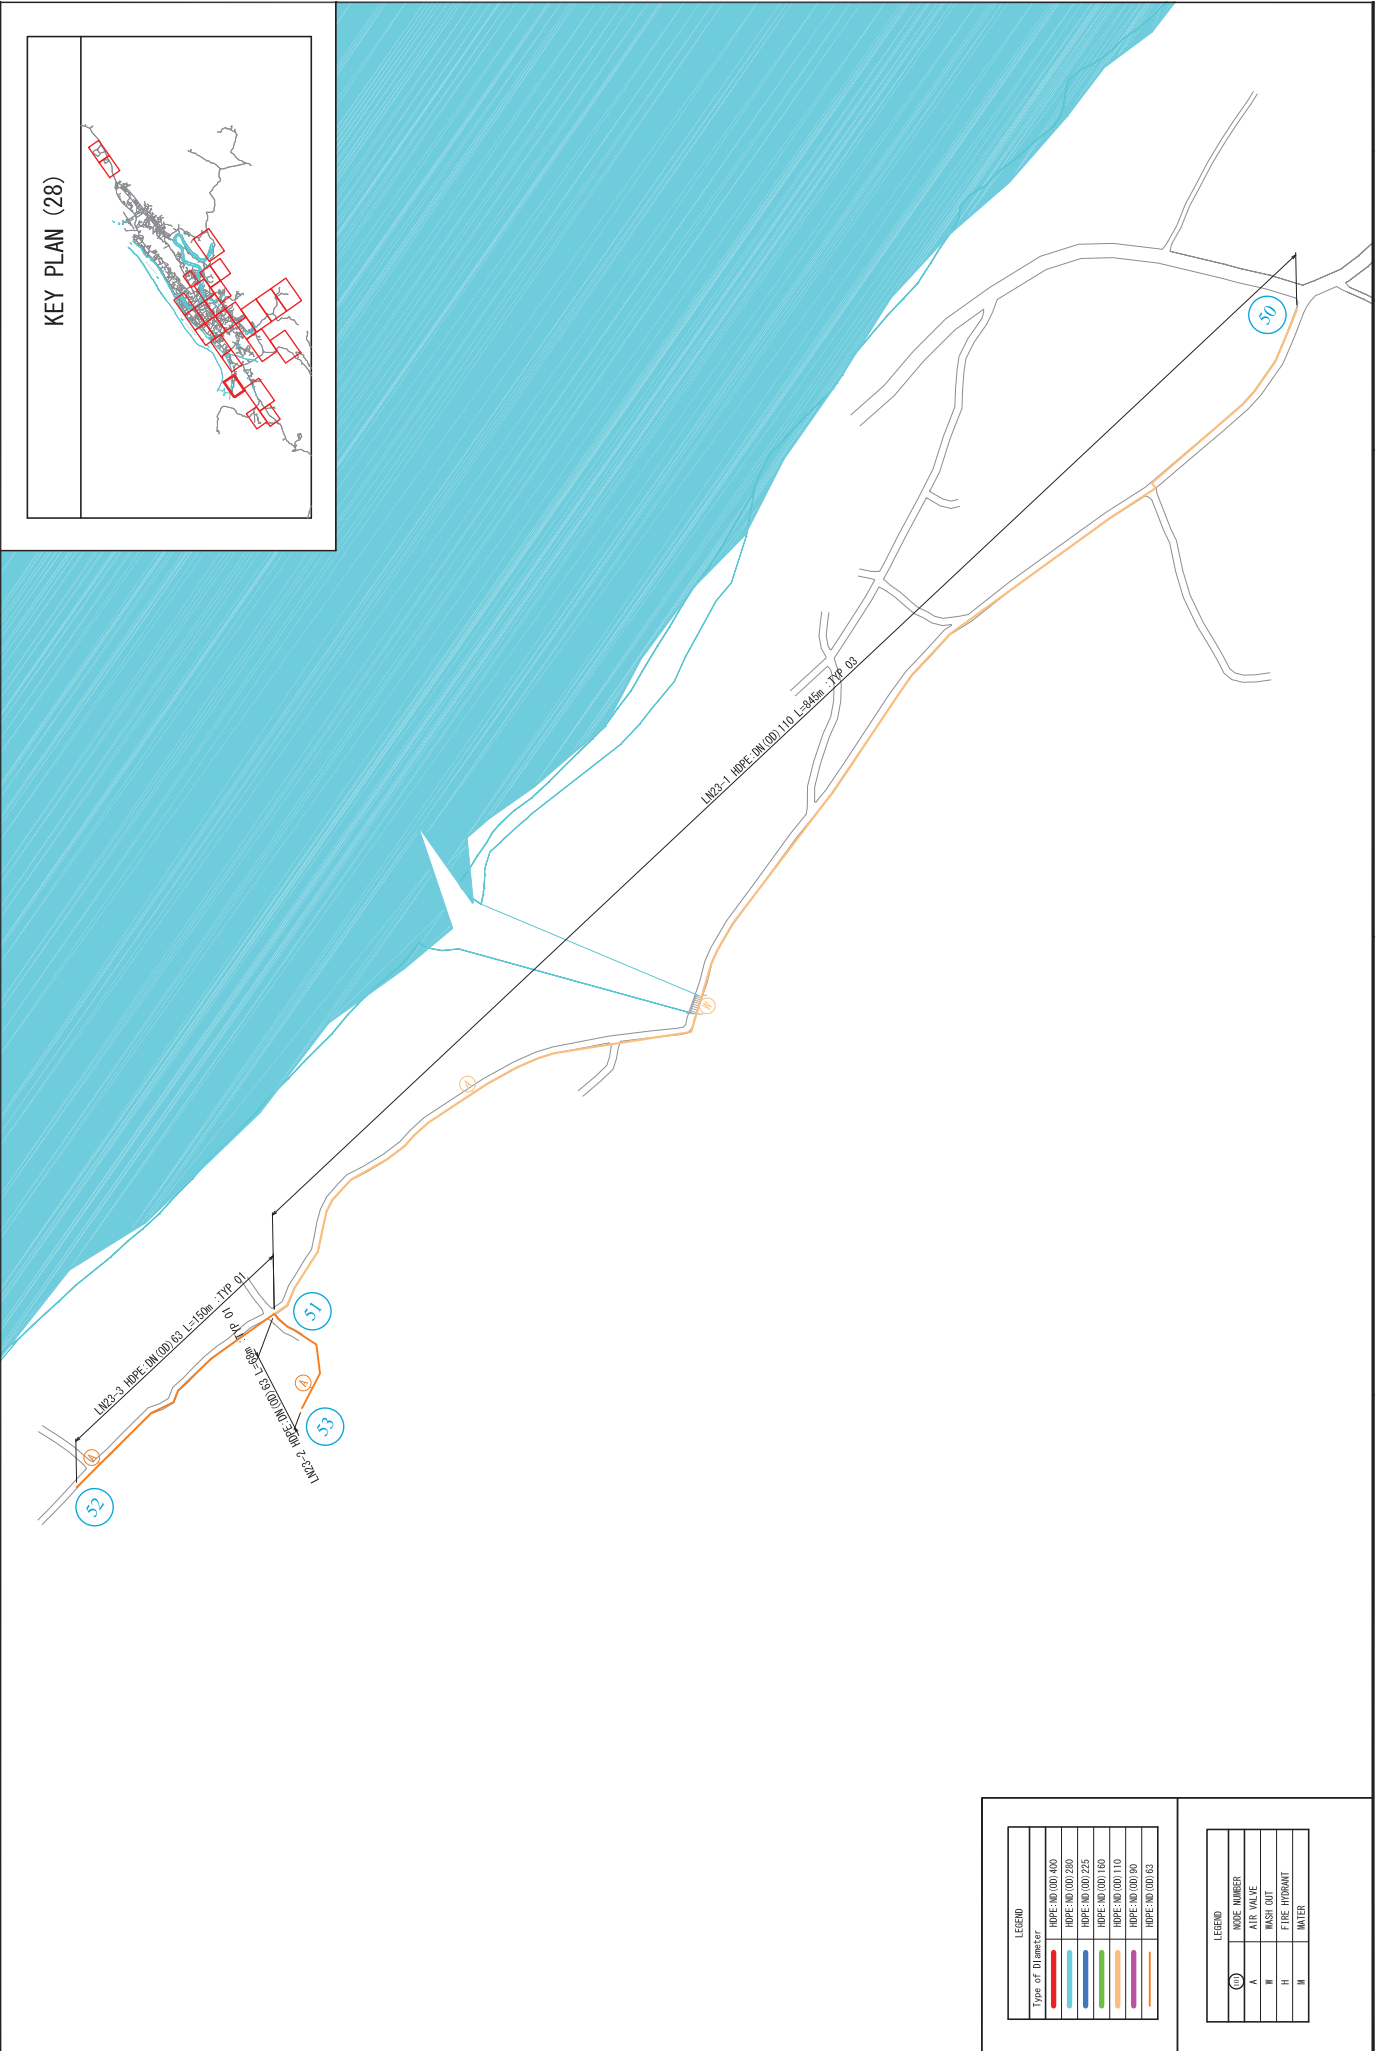 KEY PLAN (28)
50
LN23-1 HDPE:DN(OD)110 L=845m :TYP 03
W
A
LN23-3 HDPE:DN(OD)63 L=150m :TYP 01
51
LN23-2 HDPE:DN(OD)63 L=68m :TYP 01
A
53
A
52
LEGEND
Type of Diameter
HDPE:ND(OD)400
HDPE:ND(OD)280
HDPE:ND(OD)225
HDPE:ND(OD)160
HDPE:ND(OD)110
HDPE:ND(OD)90
HDPE:ND(OD)63
LEGEND
NODE NUMBER
A AIR VALVE
W WASH OUT
H FIRE HYDRANT
M MATER